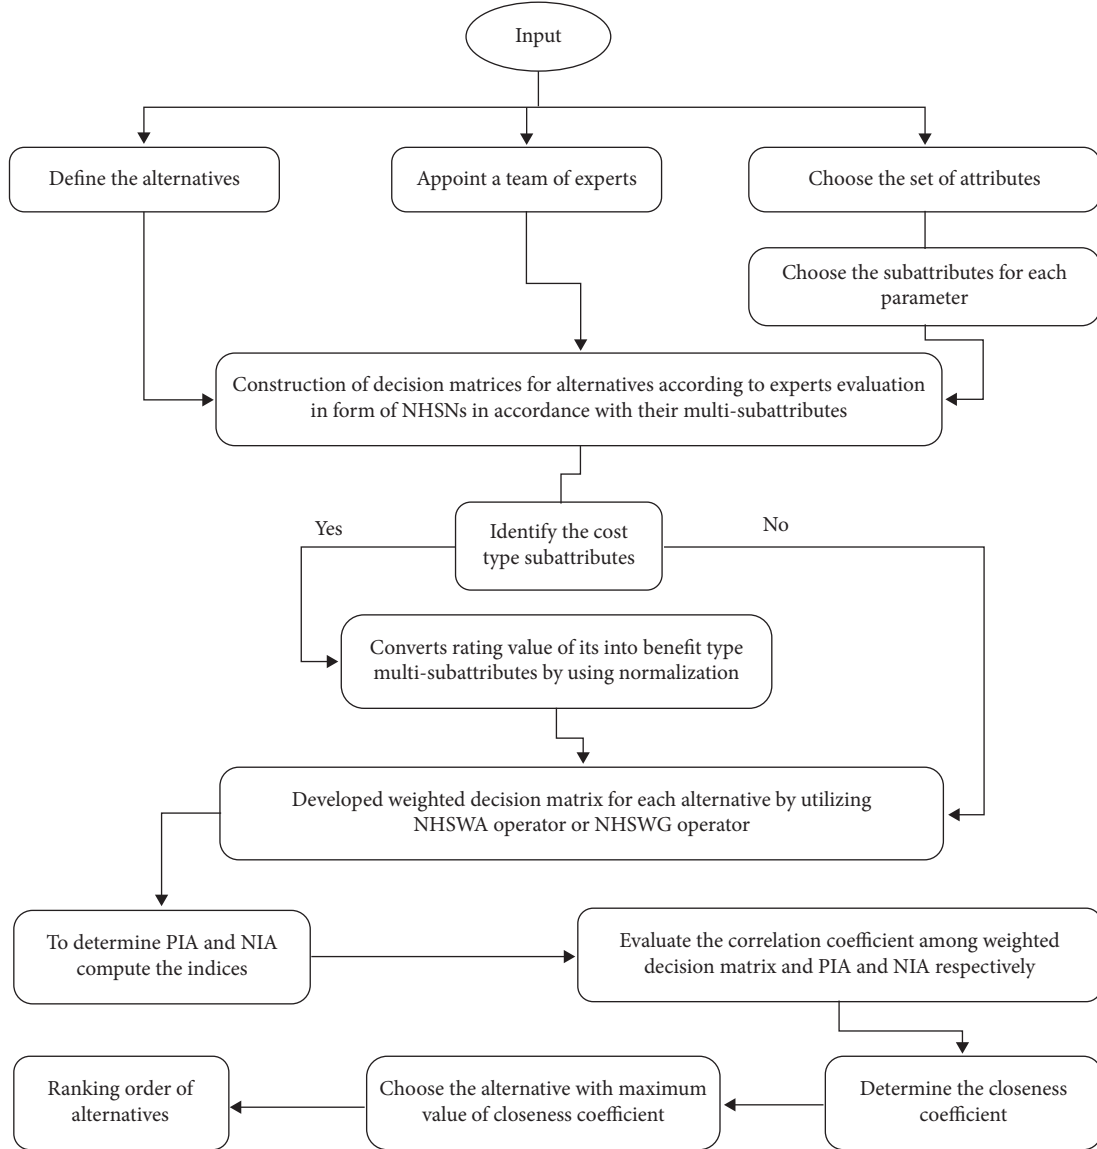 Input
Define the alternatives
Appoint a team of experts
Choose the set of attributes
Choose the subattributes for each
parameter
Construction of decision matrices for alternatives according to experts evaluation
in form of NHSNs in accordance with their multi-subattributes
Yes
Identify the cost
type subattributes
No
Converts rating value of its into benefit type
multi-subattributes by using normalization
Developed weighted decision matrix for each alternative by utilizing
NHSWA operator or NHSWG operator
To determine PIA and NIA
compute the indices
Evaluate the correlation coefficient among weighted
decision matrix and PIA and NIA respectively
Ranking order of
alternatives
Choose the alternative with maximum
value of closeness coefficient
Determine the closeness
coefficient